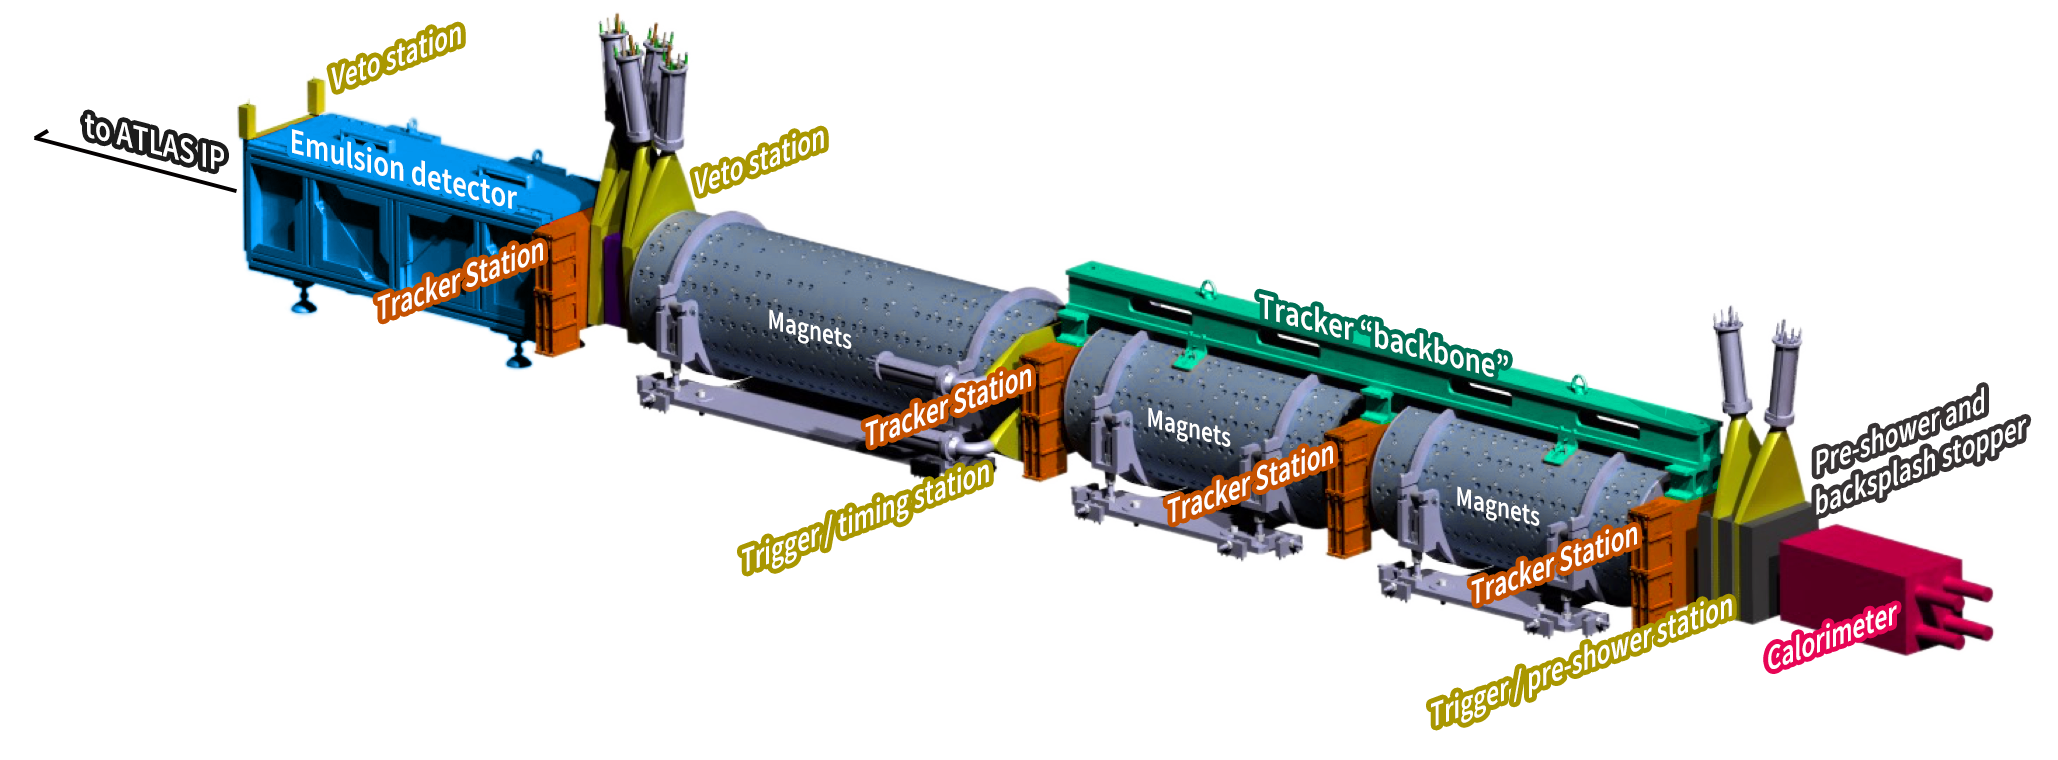 Veto station
to ATLAS IP
Emulsion detector
Veto station
Tracker Station
Magnets
Tracker “backbone”
Tracker Station
Magnets
Trigger / timing station
Tracker Station
Magnets
Pre-shower and
backsplash stopper
Tracker Station
Trigger / pre-shower station
Calorimeter